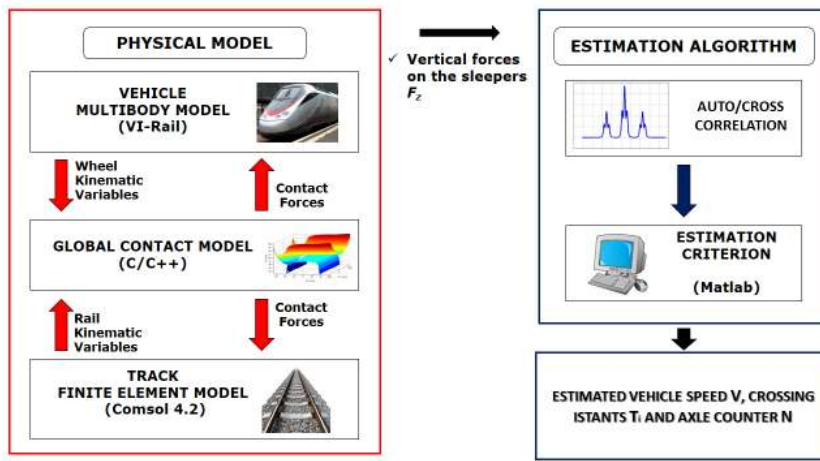 PHYSICAL MODEL
VEHICLE
MULTIBODY MODEL
(VI-Rail)
Wheel
Kinematic
Variables
Contact
Forces
GLOBAL CONTACT MODEL
(C/C++)
Rail
Kinematic
Variables
Contact
Forces
TRACK
FINITE ELEMENT MODEL
(Comsol 4.2)
✓ Vertical forces
on the sleepers
Fz
ESTIMATION ALGORITHM
AUTO/CROSS
CORRELATION
ESTIMATION
CRITERION
(Matlab)
ESTIMATED VEHICLE SPEED V, CROSSING
ISTANTS Ti AND AXLE COUNTER N